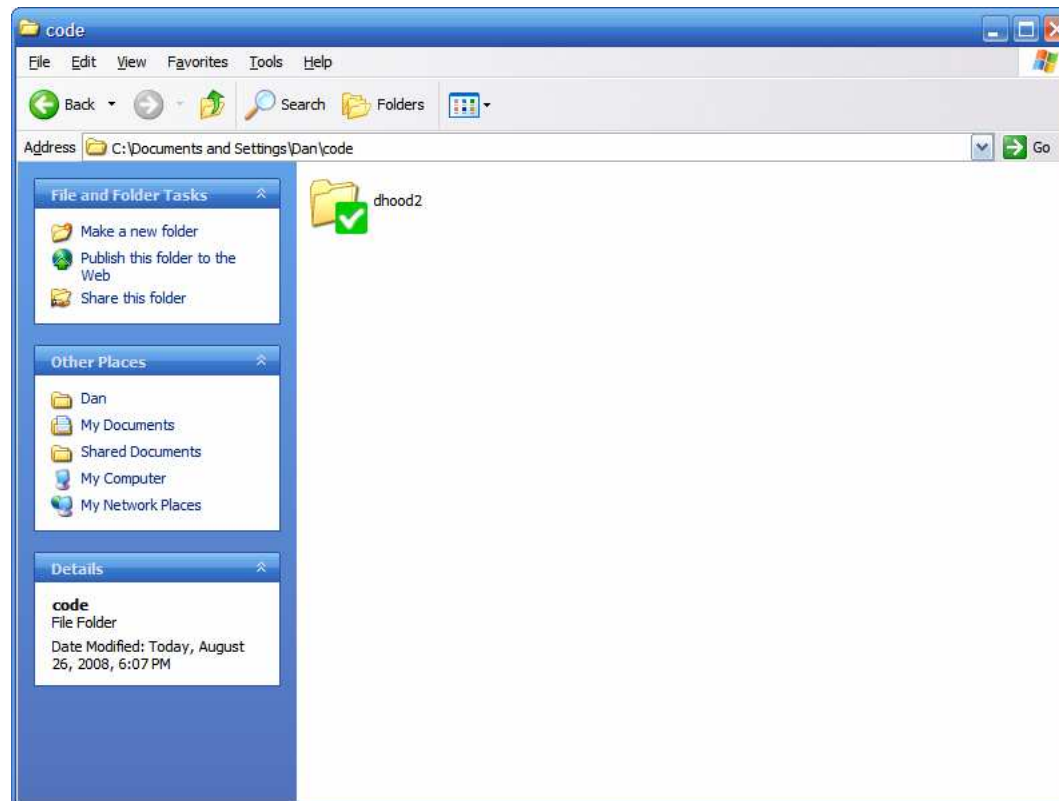 code
File Edit View Favorites Tools Help
Back Search Folders
Address C:\Documents and Settings\Dan\code Go
File and Folder Tasks
Make a new folder
Publish this folder to the
Web
Share this folder
Other Places
Dan
My Documents
Shared Documents
My Computer
My Network Places
Details
code
File Folder
Date Modified: Today, August
26, 2008, 6:07 PM
dhood2